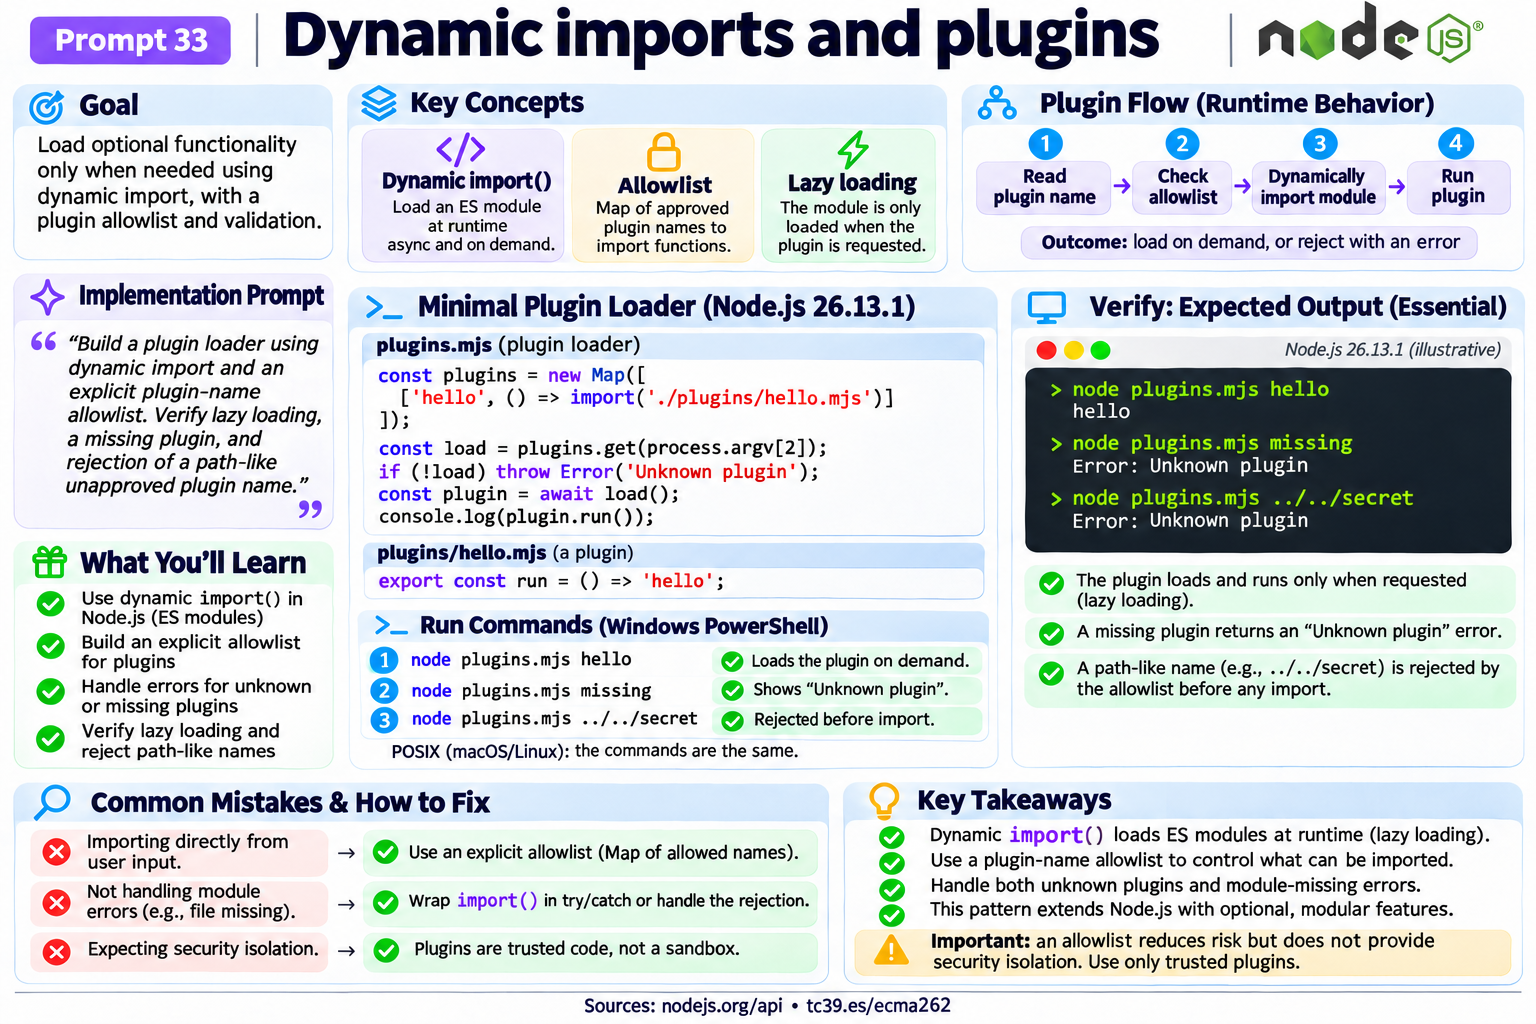 Prompt 33
Dynamic imports and plugins
node JS®
Goal
Load optional functionality
only when needed using
dynamic import, with a
plugin allowlist and validation.
Key Concepts
</>
Dynamic import()
Load an ES module
at runtime
async and on demand.
Allowlist
Map of approved
plugin names to
import functions.
Lazy loading
The module is only
loaded when the
plugin is requested.
Plugin Flow (Runtime Behavior)
1
Read
plugin name
2
Check
allowlist
3
Dynamically
import module
4
Run
plugin
Outcome: load on demand, or reject with an error
Implementation Prompt
“Build a plugin loader using
dynamic import and an
explicit plugin-name
allowlist. Verify lazy loading,
a missing plugin, and
rejection of a path-like
unapproved plugin name.”
What You’ll Learn
Use dynamic import() in
Node.js (ES modules)
Build an explicit allowlist
for plugins
Handle errors for unknown
or missing plugins
Verify lazy loading and
reject path-like names
Minimal Plugin Loader (Node.js 26.13.1)
plugins.mjs (plugin loader)
const plugins = new Map([
['hello', () => import('./plugins/hello.mjs')]
]);
const load = plugins.get(process.argv[2]);
if (!load) throw Error('Unknown plugin');
const plugin = await load();
console.log(plugin.run());
plugins/hello.mjs (a plugin)
export const run = () => 'hello';
Run Commands (Windows PowerShell)
1 node plugins.mjs hello
Loads the plugin on demand.
2 node plugins.mjs missing
Shows “Unknown plugin”.
3 node plugins.mjs ../../secret
Rejected before import.
POSIX (macOS/Linux): the commands are the same.
Verify: Expected Output (Essential)
Node.js 26.13.1 (illustrative)
> node plugins.mjs hello
hello
> node plugins.mjs missing
Error: Unknown plugin
> node plugins.mjs ../../secret
Error: Unknown plugin
The plugin loads and runs only when requested
(lazy loading).
A missing plugin returns an “Unknown plugin” error.
A path-like name (e.g., ../../secret) is rejected by
the allowlist before any import.
Common Mistakes & How to Fix
Importing directly from
user input.
→ Use an explicit allowlist (Map of allowed names).
Not handling module
errors (e.g., file missing).
→ Wrap import() in try/catch or handle the rejection.
Expecting security isolation.
→ Plugins are trusted code, not a sandbox.
Key Takeaways
Dynamic import() loads ES modules at runtime (lazy loading).
Use a plugin-name allowlist to control what can be imported.
Handle both unknown plugins and module-missing errors.
This pattern extends Node.js with optional, modular features.
Important: an allowlist reduces risk but does not provide
security isolation. Use only trusted plugins.
Sources: nodejs.org/api • tc39.es/ecma262